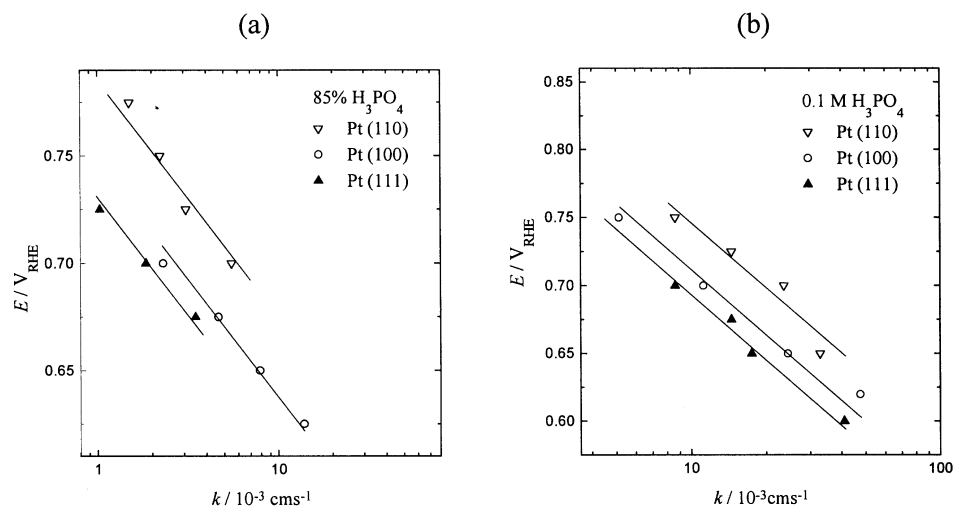 (a)
85% H₃PO₄
Pt (110)
Pt (100)
Pt (111)
0.75
0.70
0.65
E / V_RHE
1
10
k / 10⁻³ cms⁻¹
(b)
0.1 M H₃PO₄
Pt (110)
Pt (100)
Pt (111)
0.85
0.80
0.75
0.70
0.65
0.60
E / V_RHE
10
100
k / 10⁻³cms⁻¹